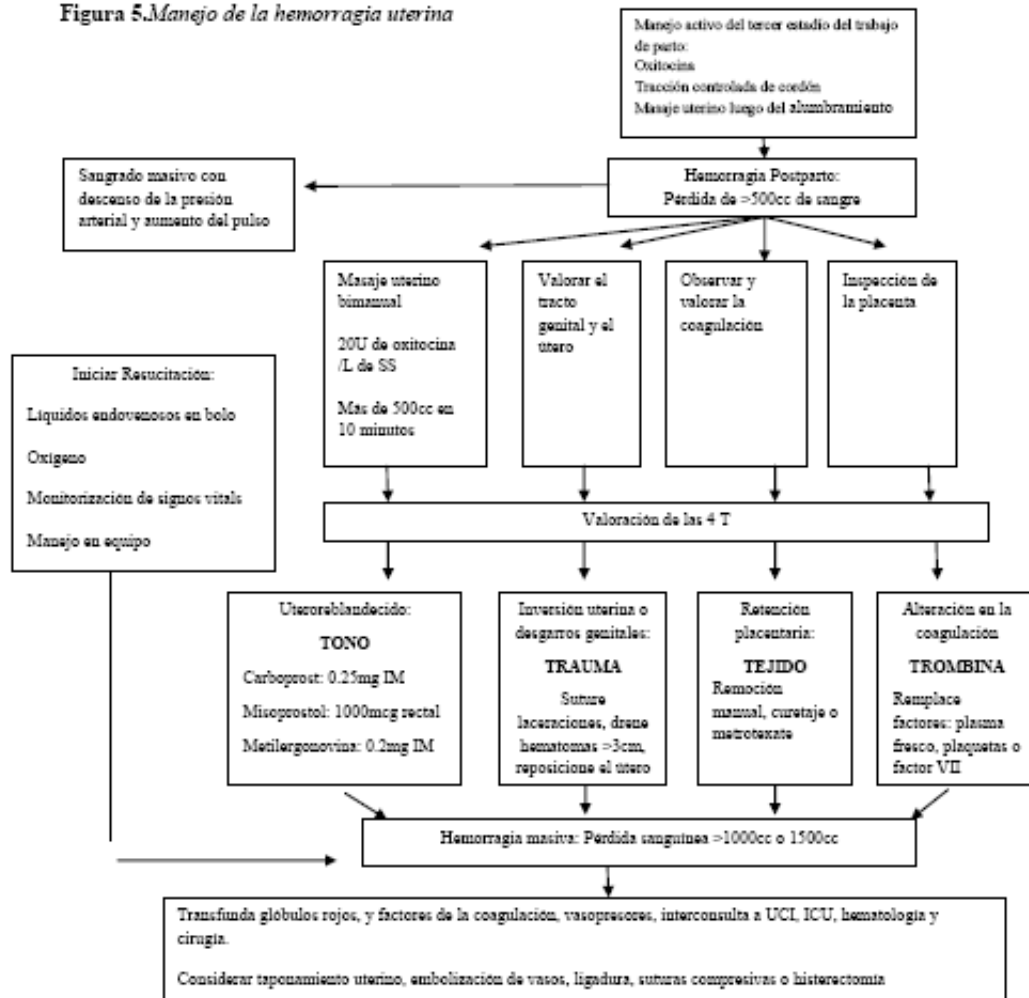 Figura 5.Manejo de la hemorragia uterina
Manejo activo del tercer estadio del trabajo
de parto:
Oxitocina
Tracción controlada de cordón
Masaje uterino luego del alumbramiento
Sangrado masivo con
descenso de la presión
arterial y aumento del pulso
Hemorragia Postparto:
Pérdida de >500cc de sangre
Masaje uterino
bimanual
20U de oxitocina
/L de SS
Más de 500cc en
10 minutos
Valorar el
tracto
genital y el
útero
Observar y
valorar la
coagulación
Inspección de
la placenta
Iniciar Resucitación:
Líquidos endovenosos en bolo
Oxígeno
Monitorización de signos vitals
Manejo en equipo
Valoración de las 4 T
Uteroreblandecido:
TONO
Carboprost: 0.25mg IM
Misoprostol: 1000mcg rectal
Metilergonovina: 0.2mg IM
Inversión uterina o
desgarros genitales:
TRAUMA
Suture
laceraciones, drene
hematomas >3cm,
reposicione el útero
Retención
placentaria:
TEJIDO
Remoción
manual, curetaje o
metrotexate
Alteración en la
coagulación
TROMBINA
Remplace
factores: plasma
fresco, plaquetas o
factor VII
Hemorragia masiva: Pérdida sanguínea >1000cc o 1500cc
Transfunda glóbulos rojos, y factores de la coagulación, vasopresores, interconsulta a UCI, ICU, hematología y
cirugía.
Considerar taponamiento uterino, embolización de vasos, ligadura, suturas compresivas o histerectomía